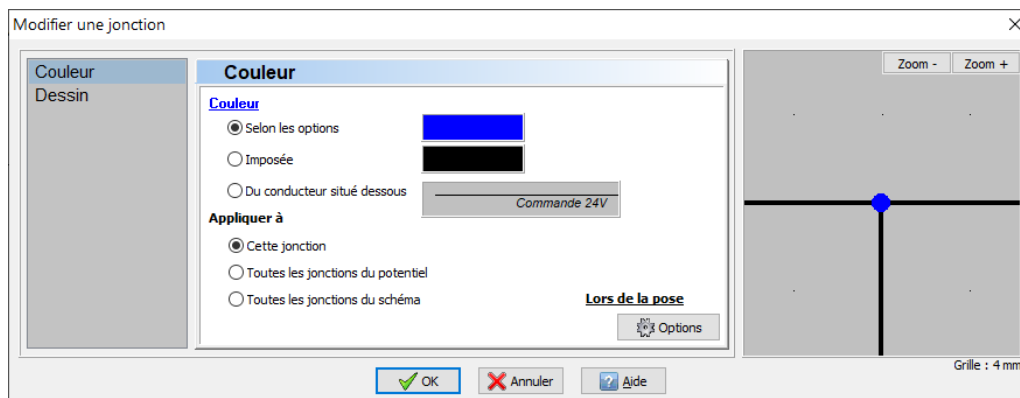 Modifier une jonction
Couleur
Dessin
Couleur
Couleur
Selon les options
Imposée
Du conducteur situé dessous
Commande 24V
Appliquer à
Cette jonction
Toutes les jonctions du potentiel
Toutes les jonctions du schéma
Lors de la pose
Options
Zoom -
Zoom +
Grille : 4 mm
OK
Annuler
Aide